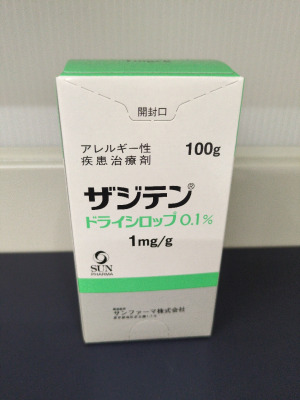 開封口
アレルギー性
疾患治療剤
100g
ザジテン®
ドライシロップ 0.1%
1mg/g
SUN
PHARMA
サンファーマ株式会社